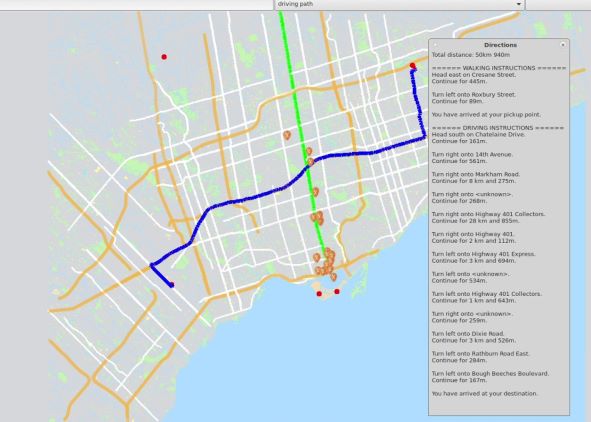 driving path
Directions
Total distance: 50km 940m
====== WALKING INSTRUCTIONS ======
Head east on Cresane Street.
Continue for 445m.
Turn left onto Roxbury Street.
Continue for 89m.
You have arrived at your pickup point.
====== DRIVING INSTRUCTIONS ======
Head south on Chatelaine Drive.
Continue for 161m.
Turn right onto 14th Avenue.
Continue for 561m.
Turn right onto Markham Road.
Continue for 8 km and 275m.
Turn right onto <unknown>.
Continue for 268m.
Turn right onto Highway 401 Collectors.
Continue for 28 km and 855m.
Turn right onto Highway 401.
Continue for 2 km and 112m.
Turn left onto Highway 401 Express.
Continue for 3 km and 694m.
Turn left onto <unknown>.
Continue for 534m.
Turn left onto Highway 401 Collectors.
Continue for 1 km and 643m.
Turn right onto <unknown>.
Continue for 259m.
Turn left onto Dixie Road.
Continue for 3 km and 526m.
Turn left onto Rathburn Road East.
Continue for 284m.
Turn left onto Bough Beeches Boulevard.
Continue for 167m.
You have arrived at your destination.